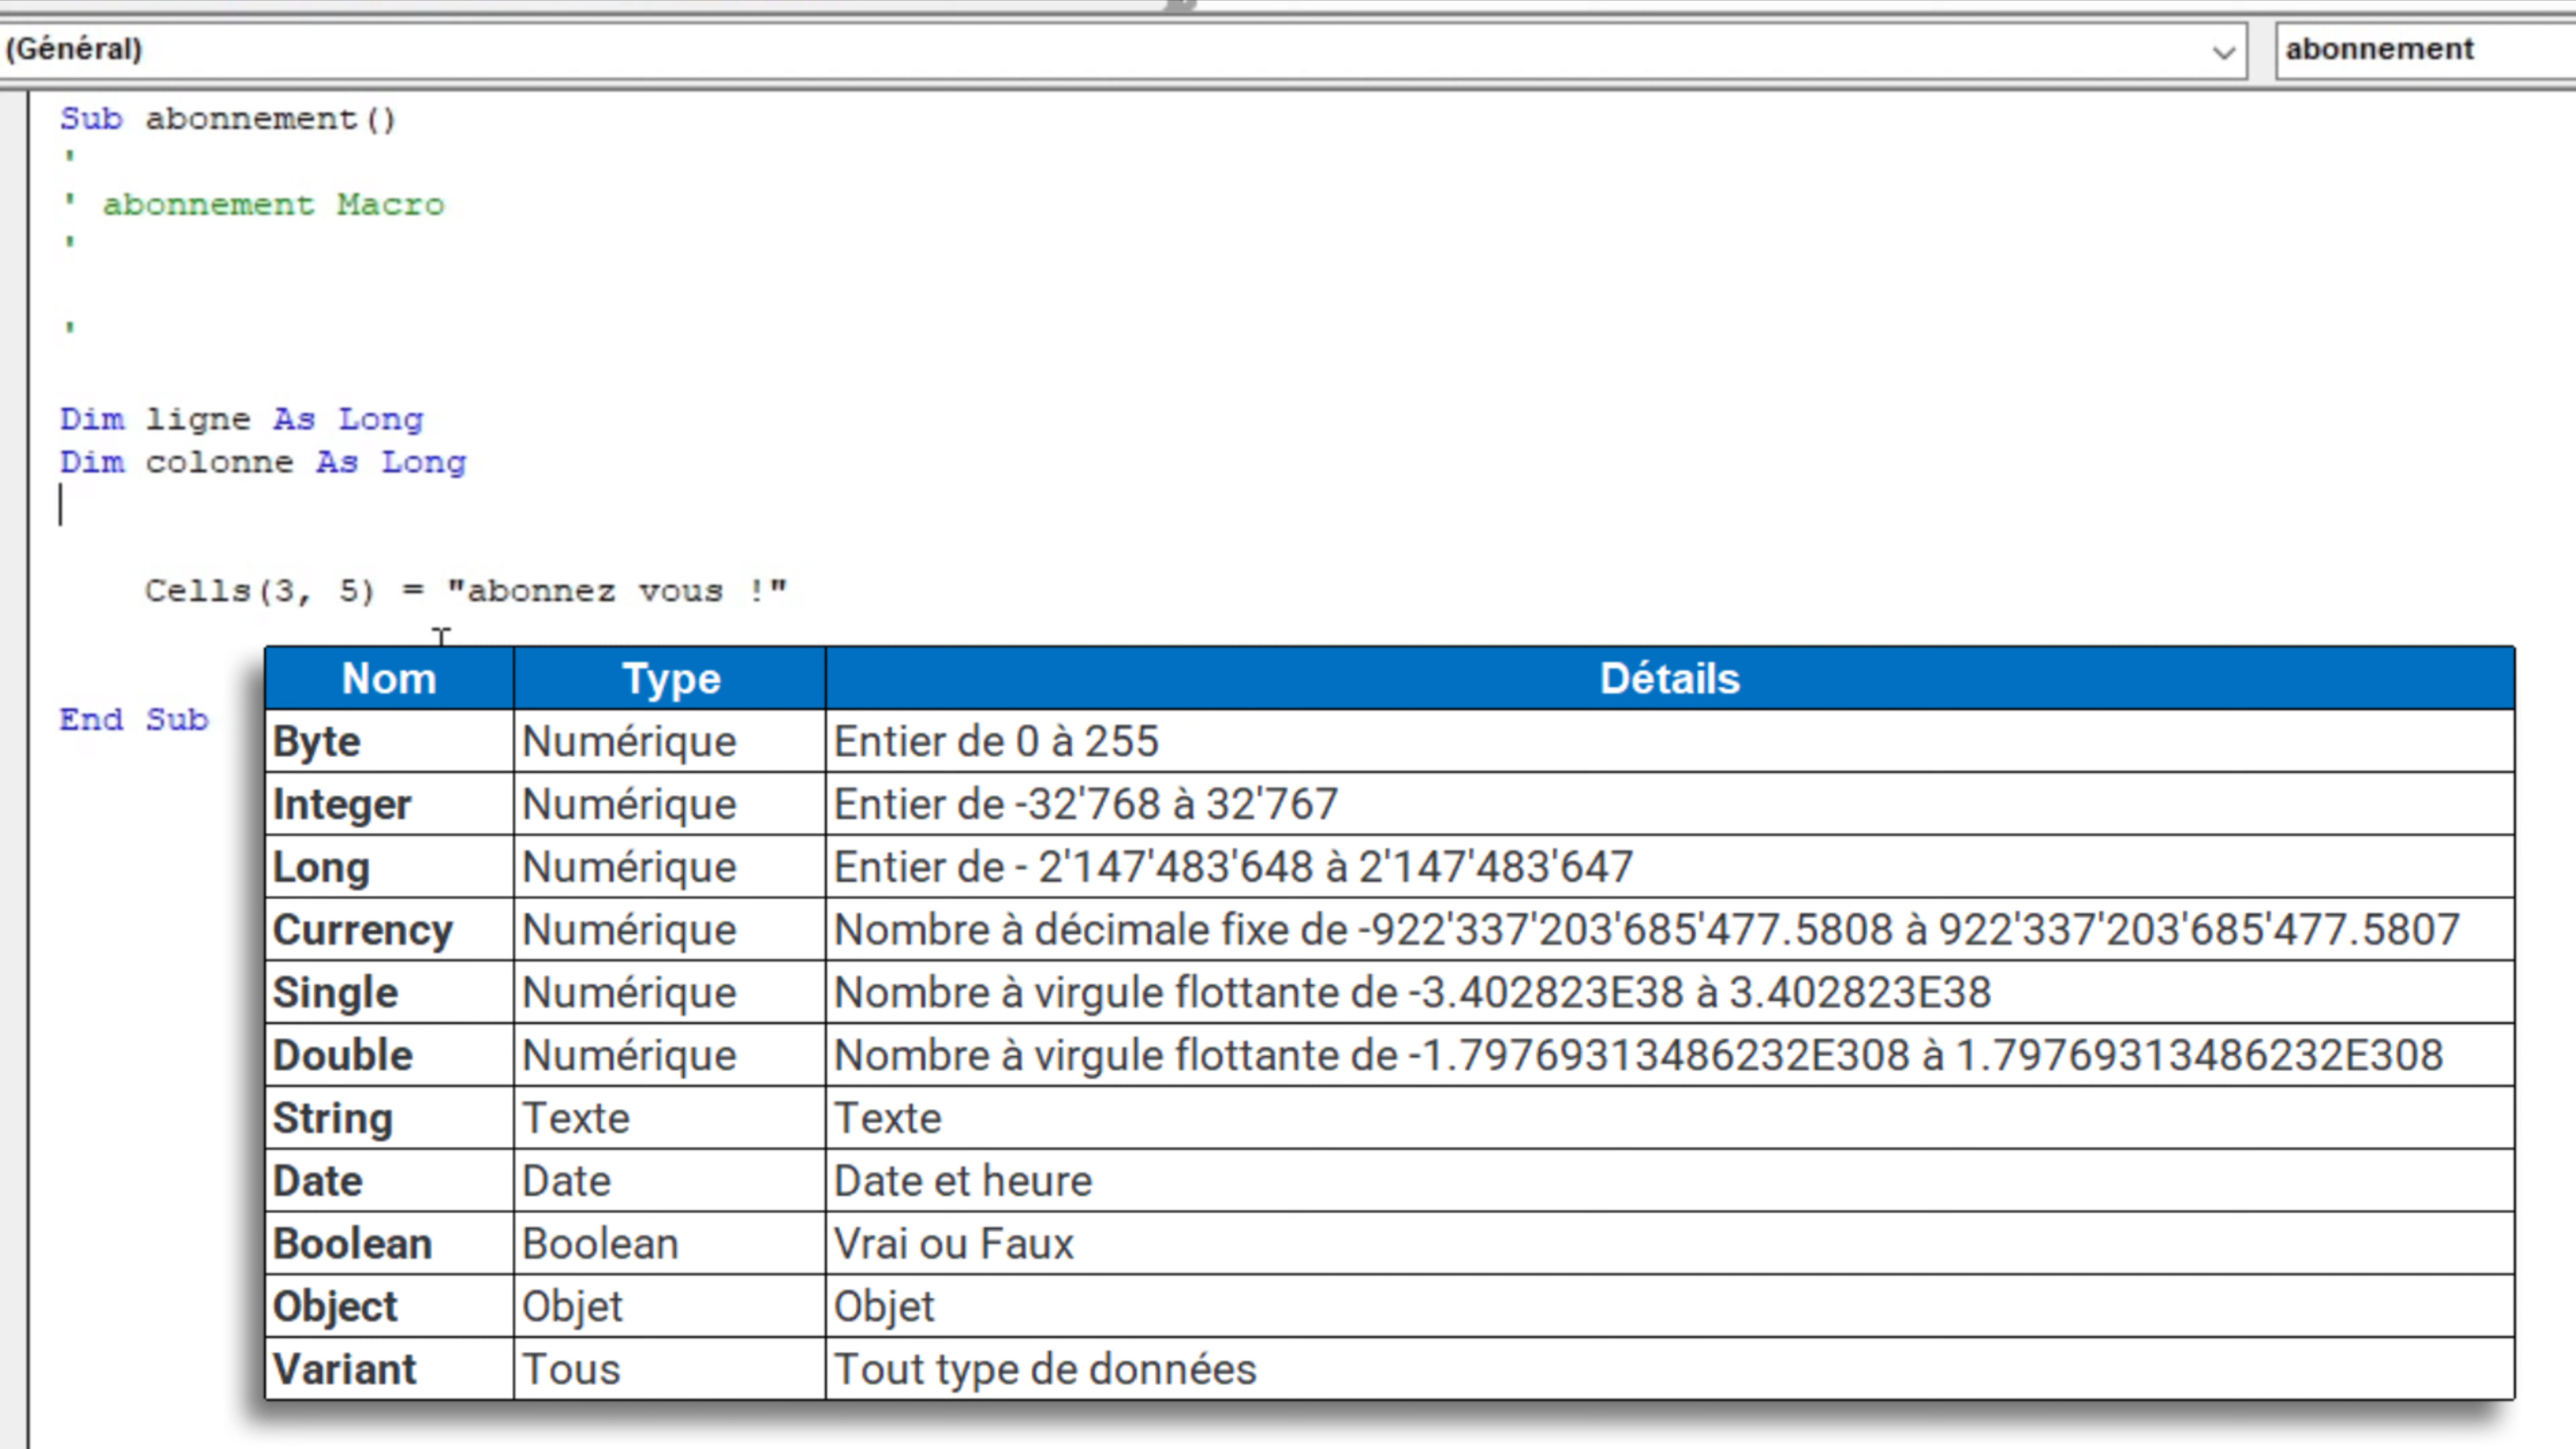 (Général)
abonnement
Sub abonnement()
'
' abonnement Macro
'
'
Dim ligne As Long
Dim colonne As Long
Cells(3, 5) = "abonnez vous !"
End Sub
Nom Type Détails
Byte Numérique Entier de 0 à 255
Integer Numérique Entier de -32'768 à 32'767
Long Numérique Entier de - 2'147'483'648 à 2'147'483'647
Currency Numérique Nombre à décimale fixe de -922'337'203'685'477.5808 à 922'337'203'685'477.5807
Single Numérique Nombre à virgule flottante de -3.402823E38 à 3.402823E38
Double Numérique Nombre à virgule flottante de -1.79769313486232E308 à 1.79769313486232E308
String Texte Texte
Date Date Date et heure
Boolean Boolean Vrai ou Faux
Object Objet Objet
Variant Tous Tout type de données